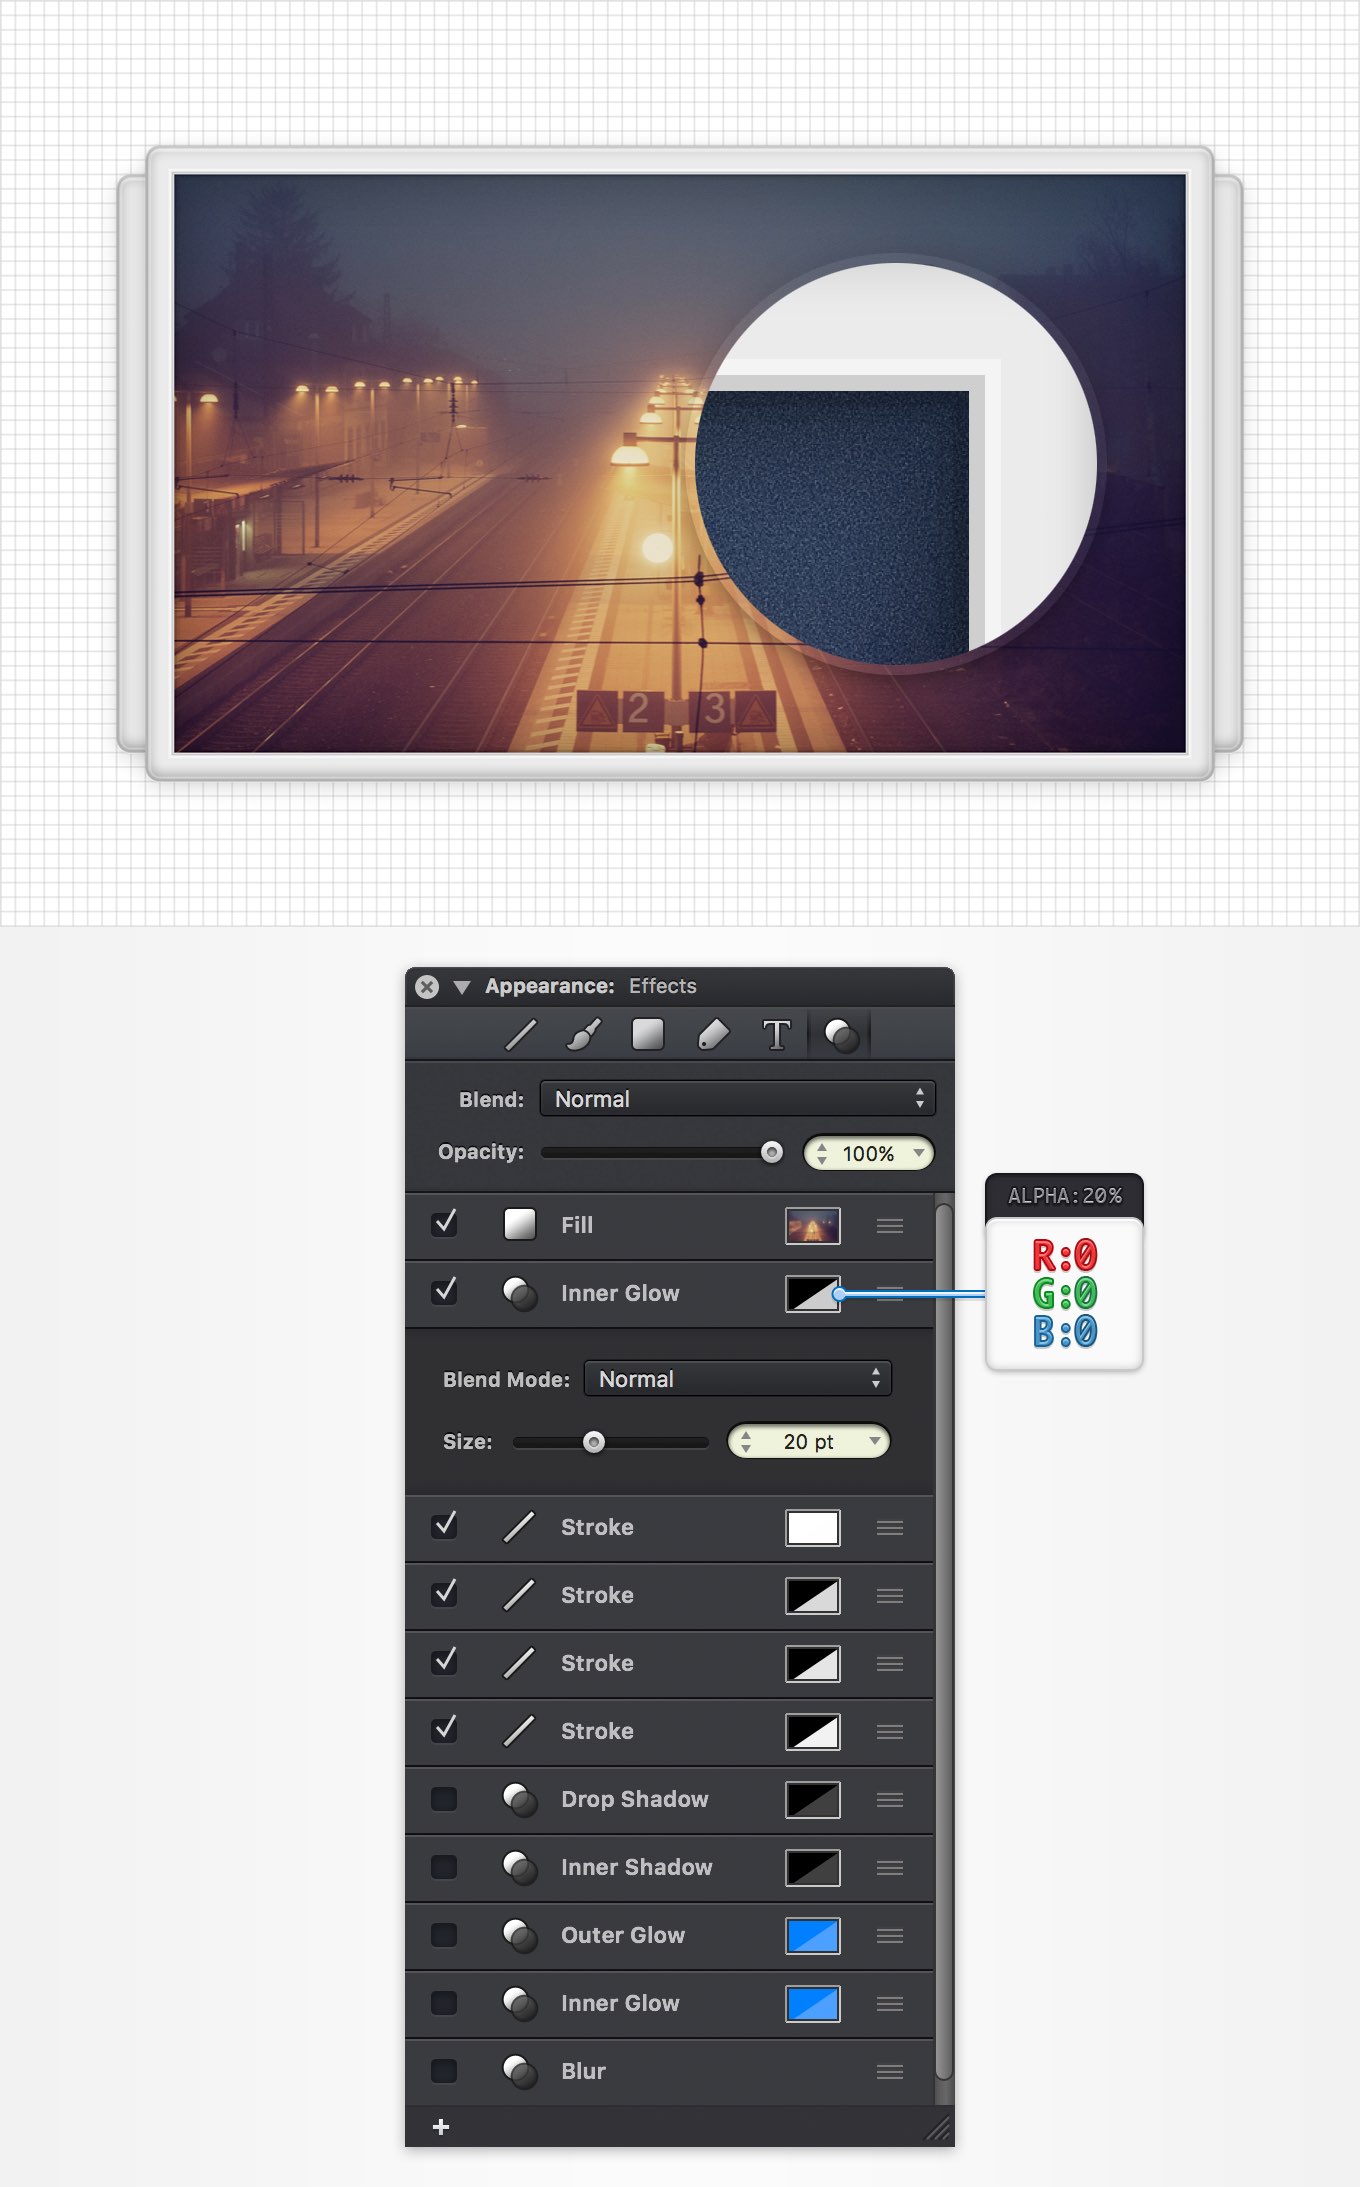 2 3
Appearance: Effects
T
Blend: Normal
Opacity: 100%
ALPHA:20%
Fill
R:0
Inner Glow
G:0
B:0
Blend Mode: Normal
Size: 20 pt
Stroke
Stroke
Stroke
Stroke
Drop Shadow
Inner Shadow
Outer Glow
Inner Glow
Blur
+